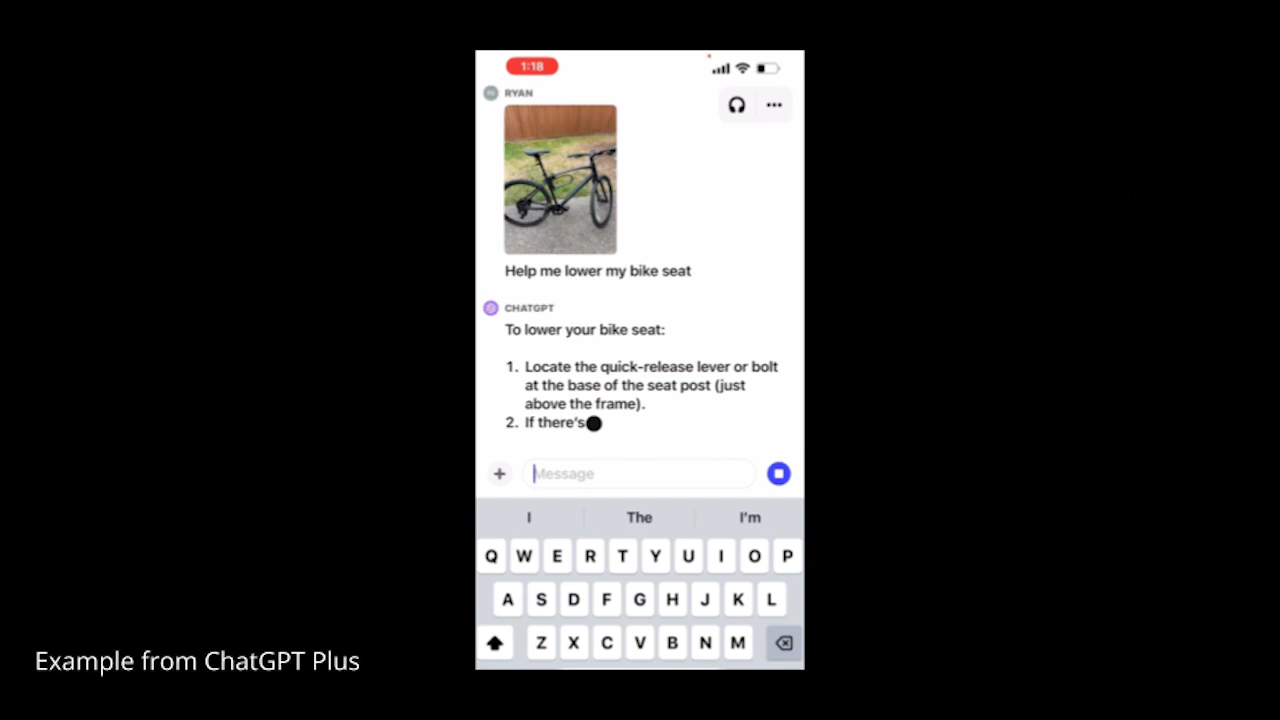 1:18
RYAN
Help me lower my bike seat
CHATGPT
To lower your bike seat:
1. Locate the quick-release lever or bolt
at the base of the seat post (just
above the frame).
2. If there's
Message
I The I'm
Q W E R T Y U I O P
A S D F G H J K L
Z X C V B N M
Example from ChatGPT Plus